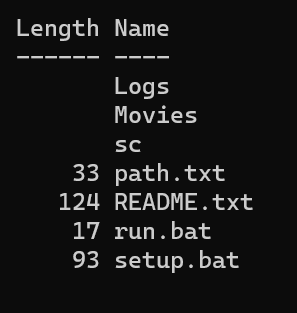 Length Name
------ ----
       Logs
       Movies
       sc
    33 path.txt
   124 README.txt
    17 run.bat
    93 setup.bat